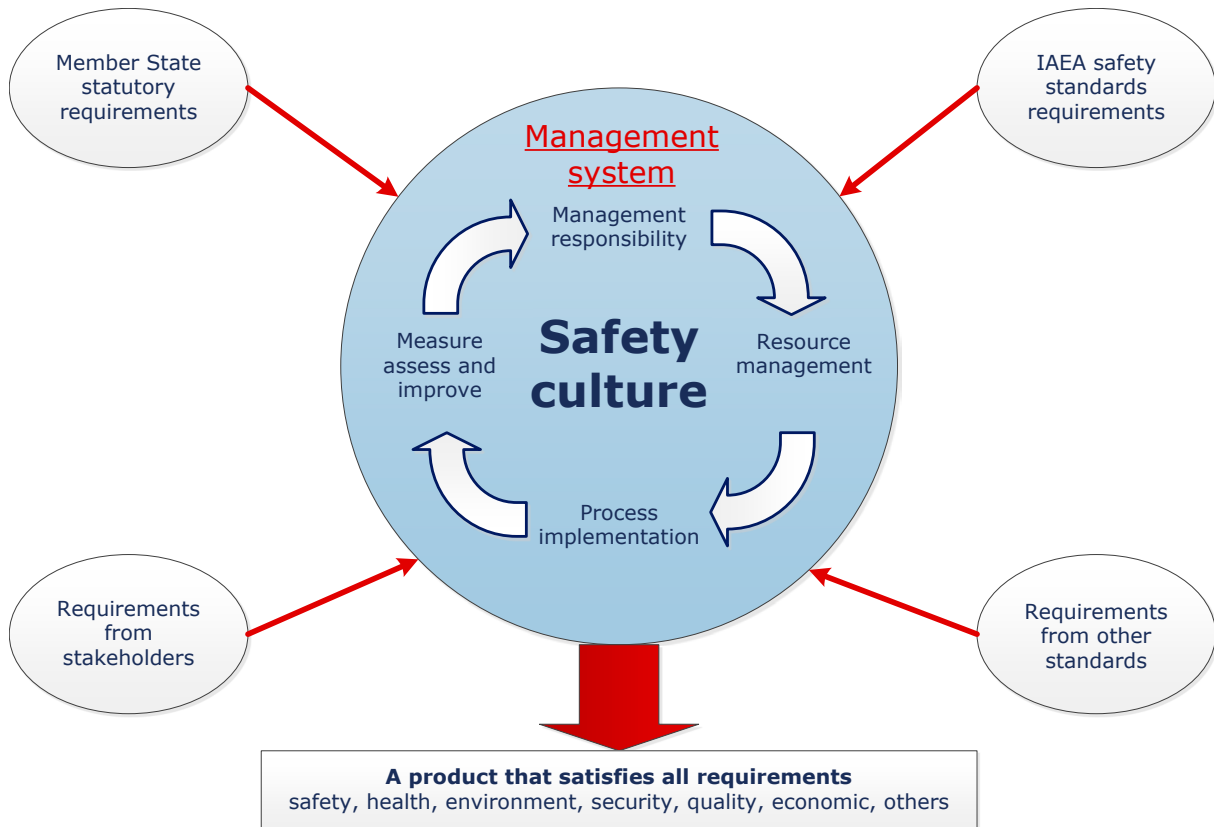 Member State
statutory
requirements
IAEA safety
standards
requirements
Management
system
Management
responsibility
Measure
assess and
improve
Safety
culture
Resource
management
Process
implementation
Requirements
from
stakeholders
Requirements
from other
standards
A product that satisfies all requirements
safety, health, environment, security, quality, economic, others